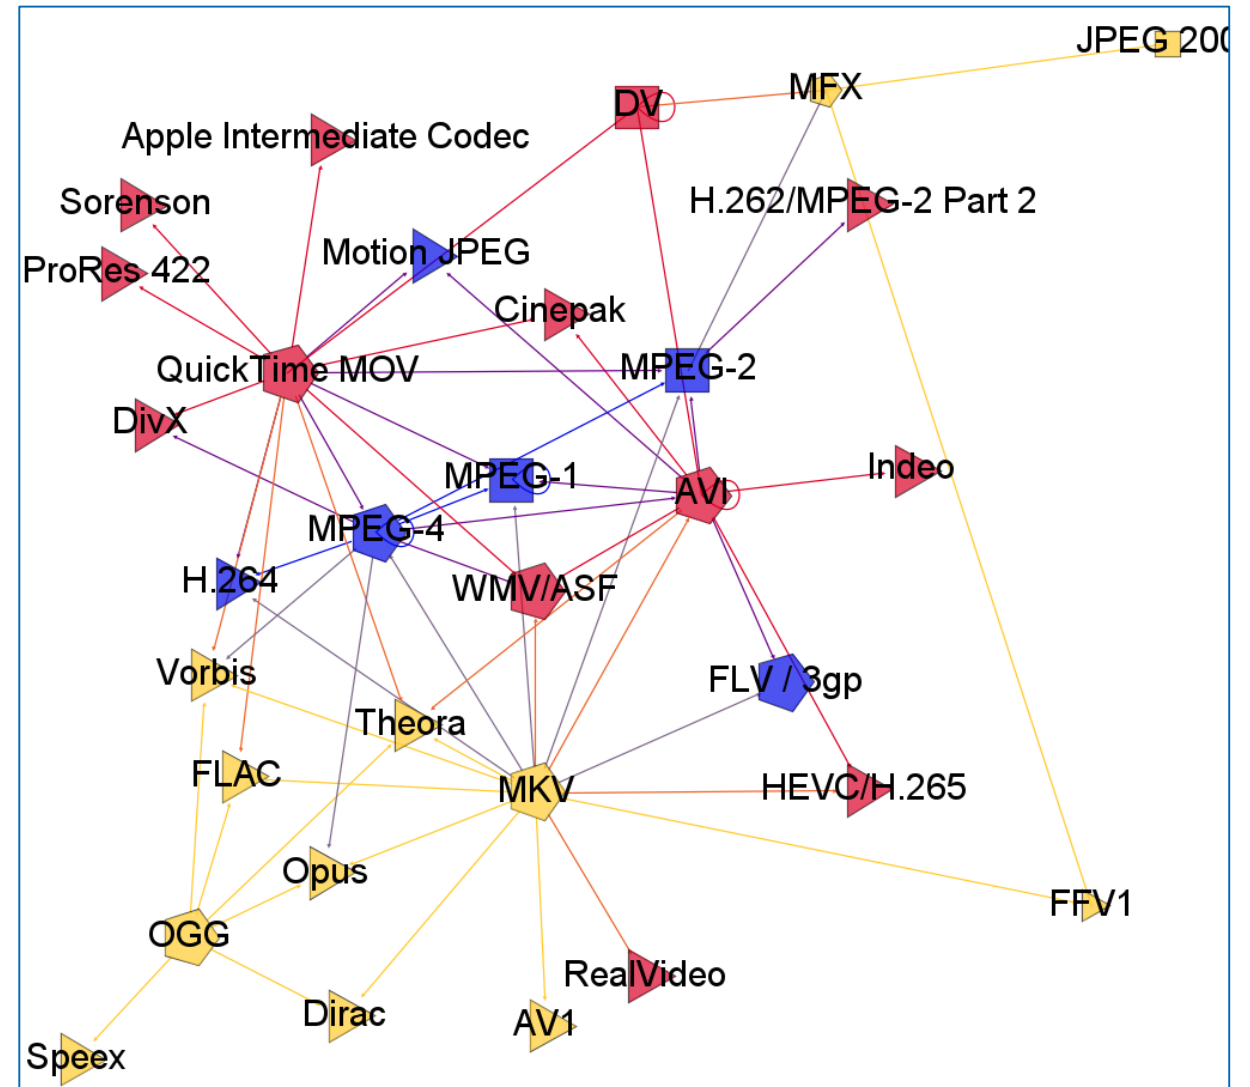 JPEG 200
MFX
DV
Apple Intermediate Codec
Sorenson
H.262/MPEG-2 Part 2
Motion JPEG
ProRes 422
Cinepak
QuickTime MOV
MPEG-2
DivX
MPEG-1
Indeo
AVI
MPEG-4
H.264
WMV/ASF
Vorbis
FLV / 3gp
Theora
FLAC
MKV
HEVC/H.265
Opus
FFV1
OGG
RealVideo
Dirac
AV1
Speex